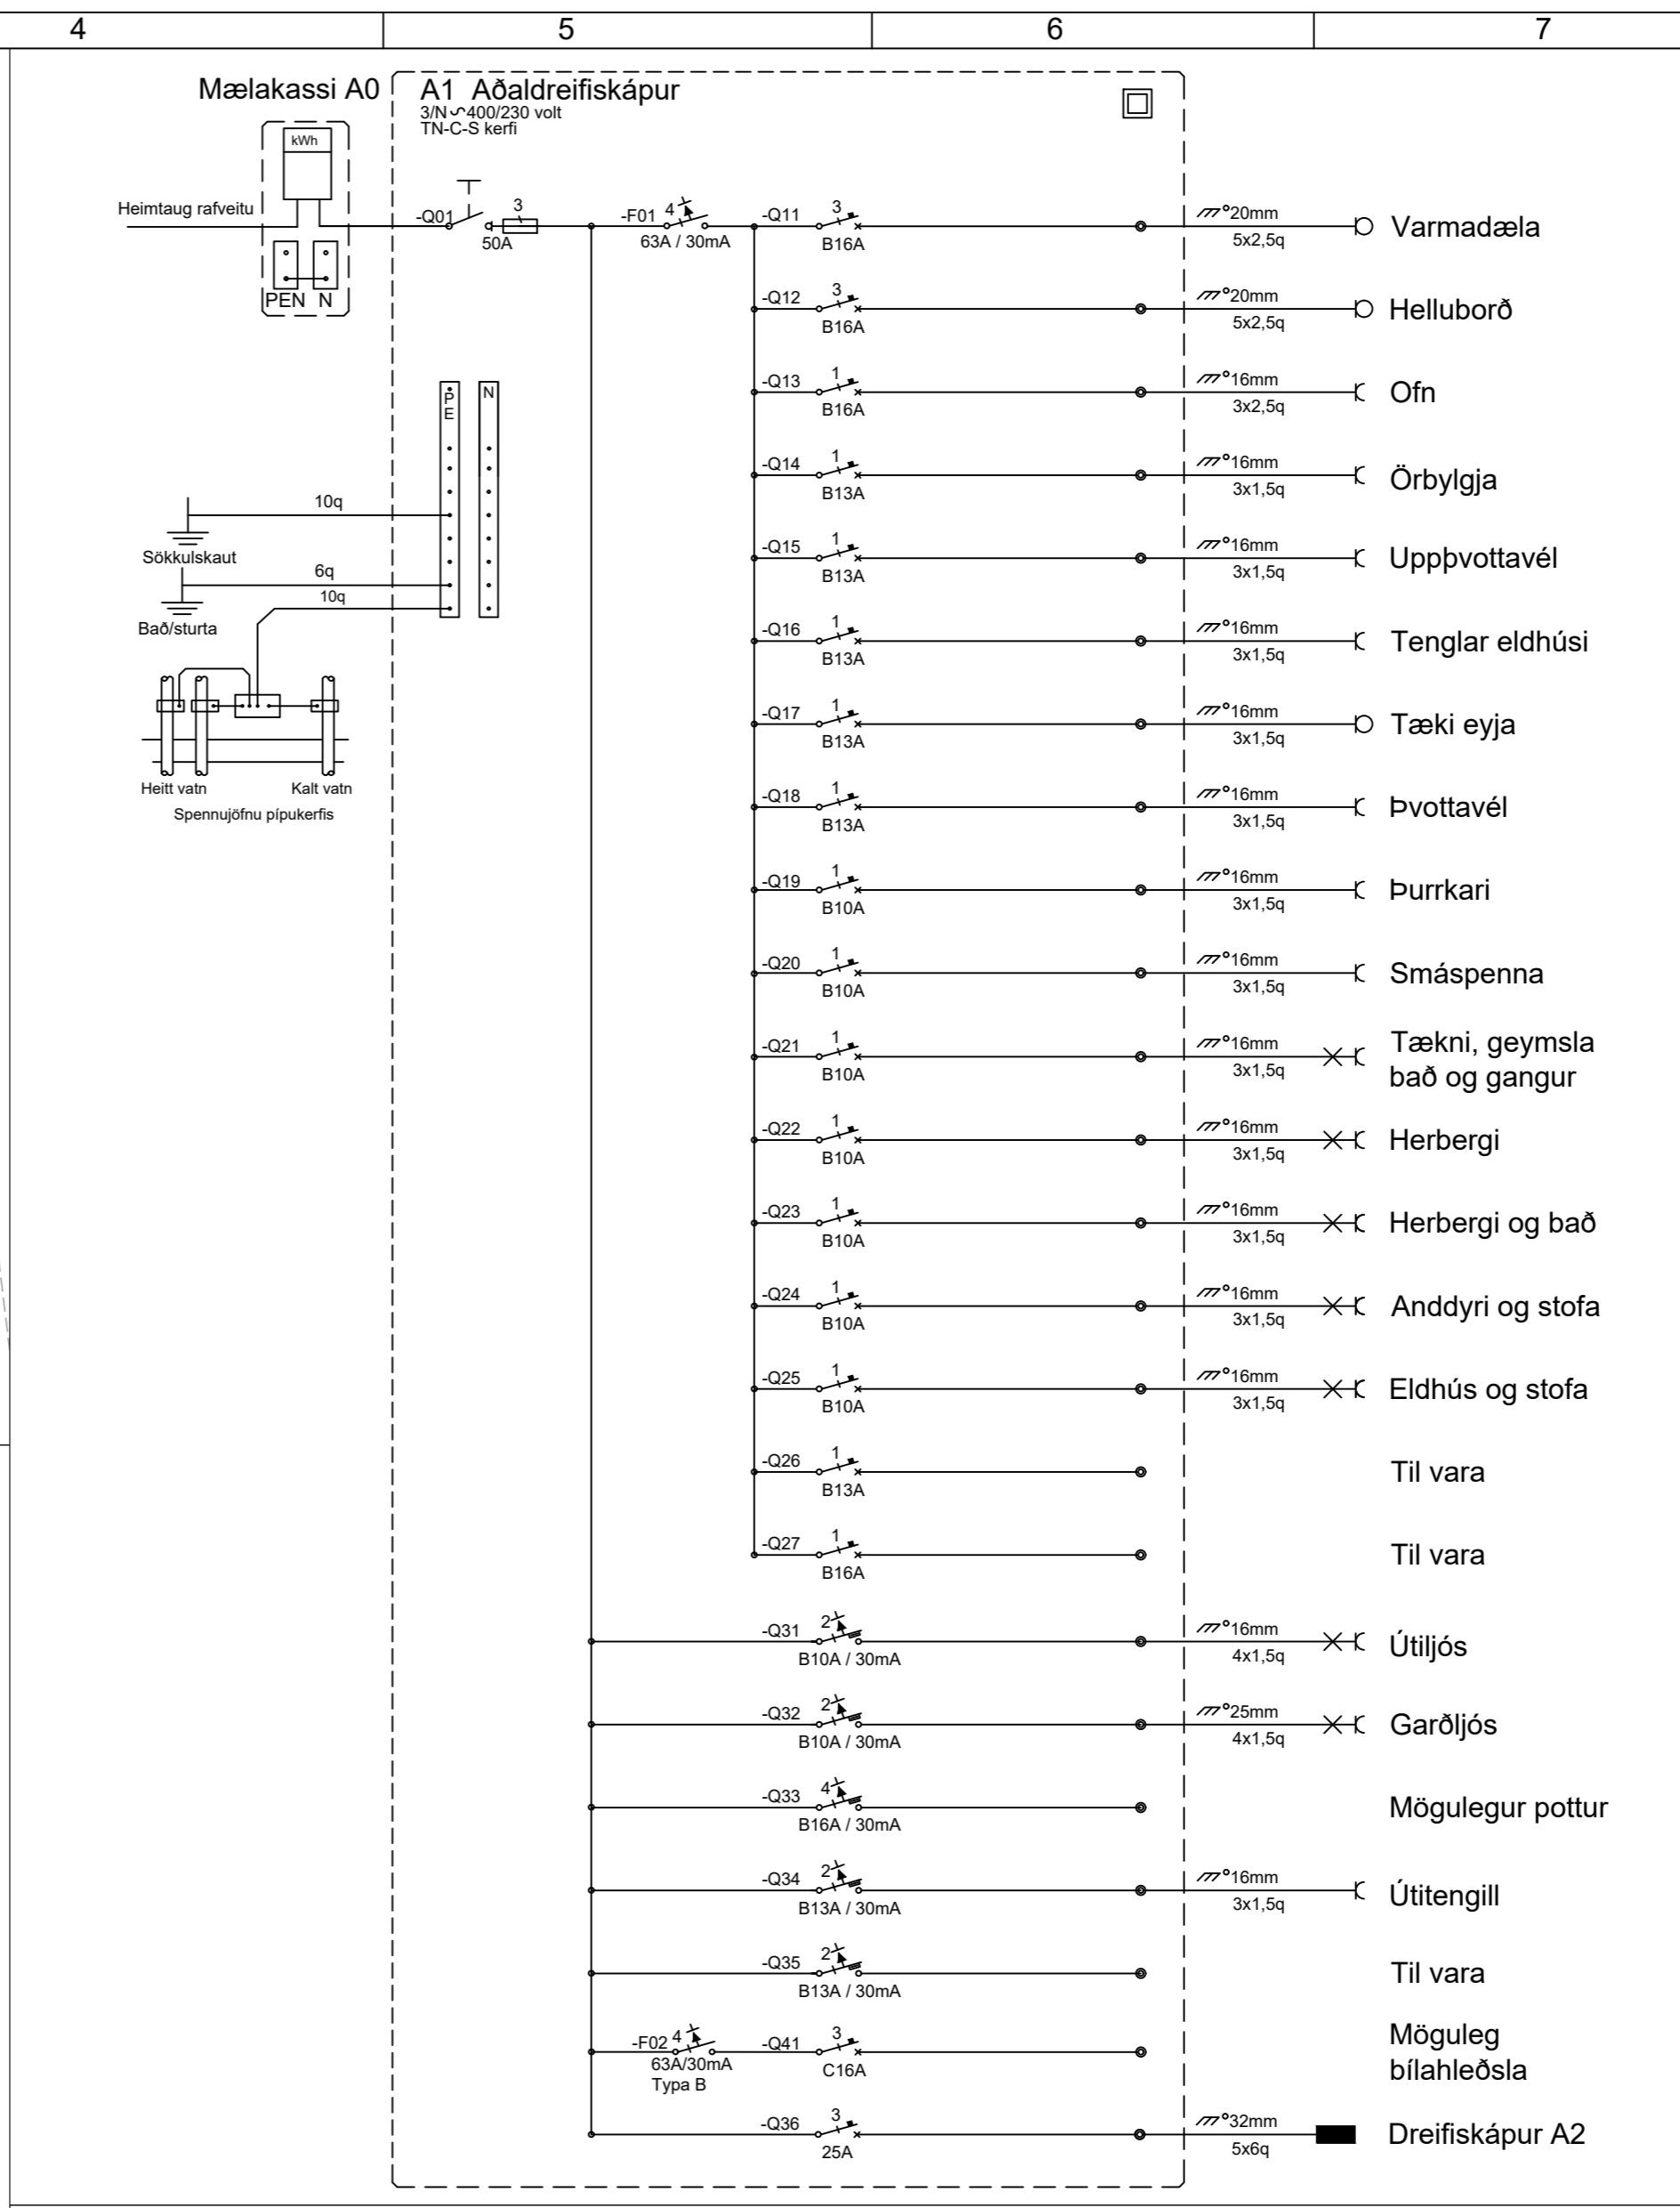 4 5 6 7
Mælakassi A0
A1 Aðaldreifiskápur
3/N 400/230 volt
TN-C-S kerfi
kWh
Heimtaug rafveitu
PEN N
-Q01 3
50A
-F01 4
63A / 30mA
-Q11 3
B16A
20mm
5x2,5q
Varmadæla
-Q12 3
B16A
20mm
5x2,5q
Helluborð
PE
N
-Q13 1
B16A
16mm
3x2,5q
Ofn
-Q14 1
B13A
16mm
3x1,5q
Örbylgja
10q
Sökkulskaut
-Q15 1
B13A
16mm
3x1,5q
Uppþvottavél
6q
10q
Bað/sturta
-Q16 1
B13A
16mm
3x1,5q
Tenglar eldhúsi
-Q17 1
B13A
16mm
3x1,5q
Tæki eyja
Heitt vatn
Kalt vatn
Spennujöfnu pípukerfis
-Q18 1
B13A
16mm
3x1,5q
Þvottavél
-Q19 1
B10A
16mm
3x1,5q
Þurrkari
-Q20 1
B10A
16mm
3x1,5q
Smáspenna
-Q21 1
B10A
16mm
3x1,5q
Tækni, geymsla
bað og gangur
-Q22 1
B10A
16mm
3x1,5q
Herbergi
-Q23 1
B10A
16mm
3x1,5q
Herbergi og bað
-Q24 1
B10A
16mm
3x1,5q
Anddyri og stofa
-Q25 1
B10A
16mm
3x1,5q
Eldhús og stofa
-Q26 1
B13A
Til vara
-Q27 1
B16A
Til vara
-Q31 2
B10A / 30mA
16mm
4x1,5q
Útiljós
-Q32 2
B10A / 30mA
25mm
4x1,5q
Garðljós
-Q33 4
B16A / 30mA
Mögulegur pottur
-Q34 2
B13A / 30mA
16mm
3x1,5q
Útitengill
-Q35 2
B13A / 30mA
Til vara
-F02 4
63A/30mA
Typa B
-Q41 3
C16A
Möguleg
bílahleðsla
-Q36 3
25A
32mm
5x6q
Dreifiskápur A2